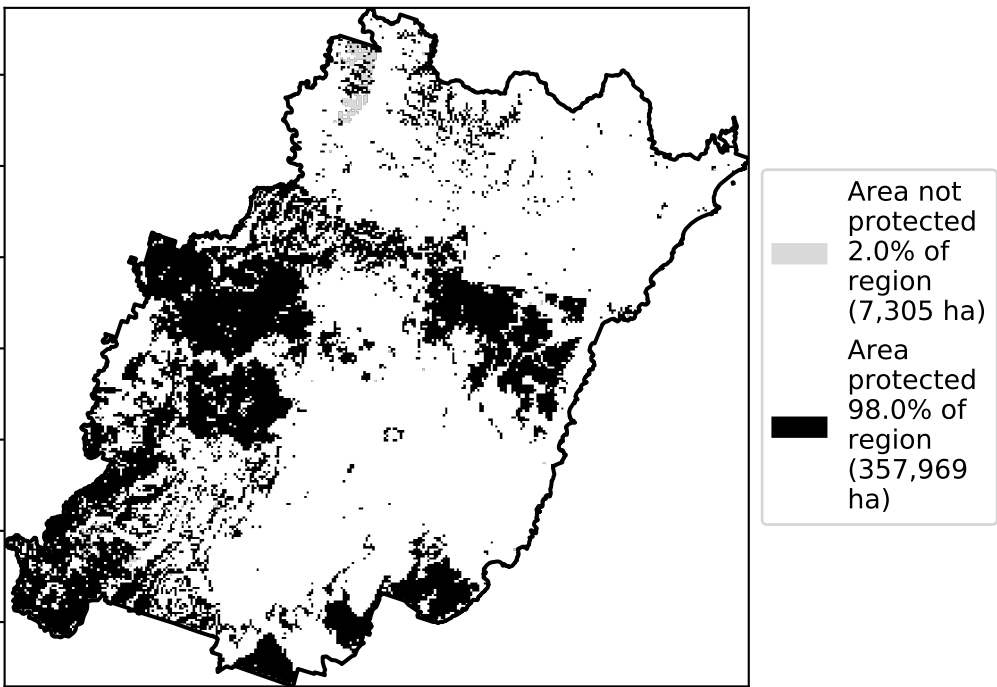 Area not
protected
2.0% of
region
(7,305 ha)
Area
protected
98.0% of
region
(357,969
ha)